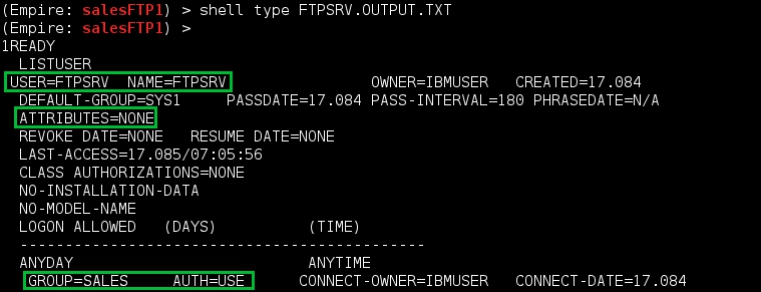 (Empire: salesFTP1) > shell type FTPSRV.OUTPUT.TXT
(Empire: salesFTP1) >
1READY
LISTUSER
USER=FTPSRV NAME=FTPSRV OWNER=IBMUSER CREATED=17.084
DEFAULT-GROUP=SYS1 PASSDATE=17.084 PASS-INTERVAL=180 PHRASEDATE=N/A
ATTRIBUTES=NONE
REVOKE DATE=NONE RESUME DATE=NONE
LAST-ACCESS=17.085/07:05:56
CLASS AUTHORIZATIONS=NONE
NO-INSTALLATION-DATA
NO-MODEL-NAME
LOGON ALLOWED (DAYS) (TIME)
---------------------------------------------
ANYDAY ANYTIME
GROUP=SALES AUTH=USE CONNECT-OWNER=IBMUSER CONNECT-DATE=17.084